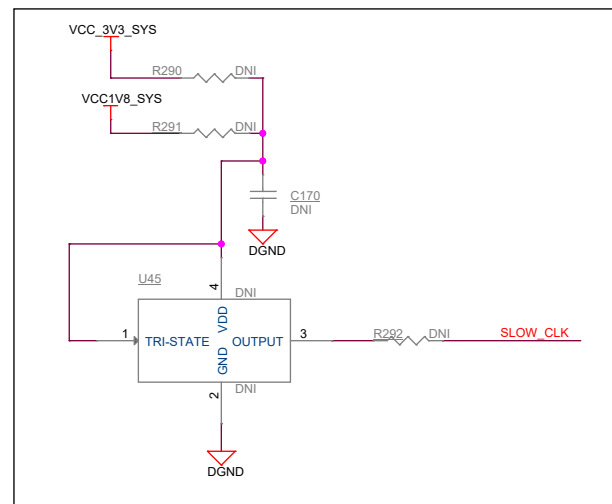 VCC_3V3_SYS
R290 DNI
VCC1V8_SYS
R291 DNI
C170
DNI
DGND
U45
4 DNI
1 TRI-STATE VDD GND OUTPUT 3 R292 DNI SLOW_CLK
2 DNI
DGND